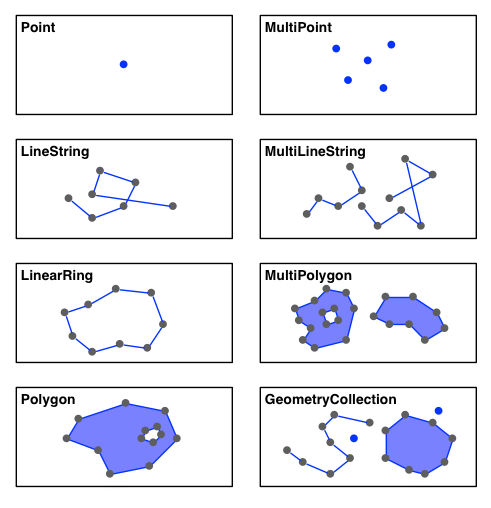 Point
MultiPoint
LineString
MultiLineString
LinearRing
MultiPolygon
Polygon
GeometryCollection